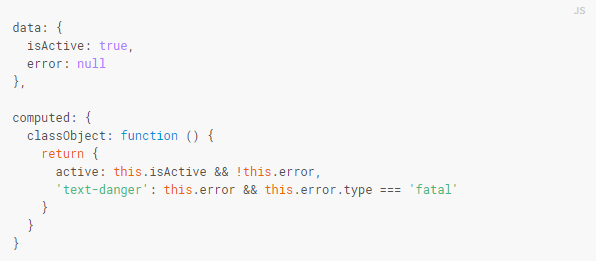 JS
data: {
  isActive: true,
  error: null
},

computed: {
  classObject: function () {
    return {
      active: this.isActive && !this.error,
      'text-danger': this.error && this.error.type === 'fatal'
    }
  }
}